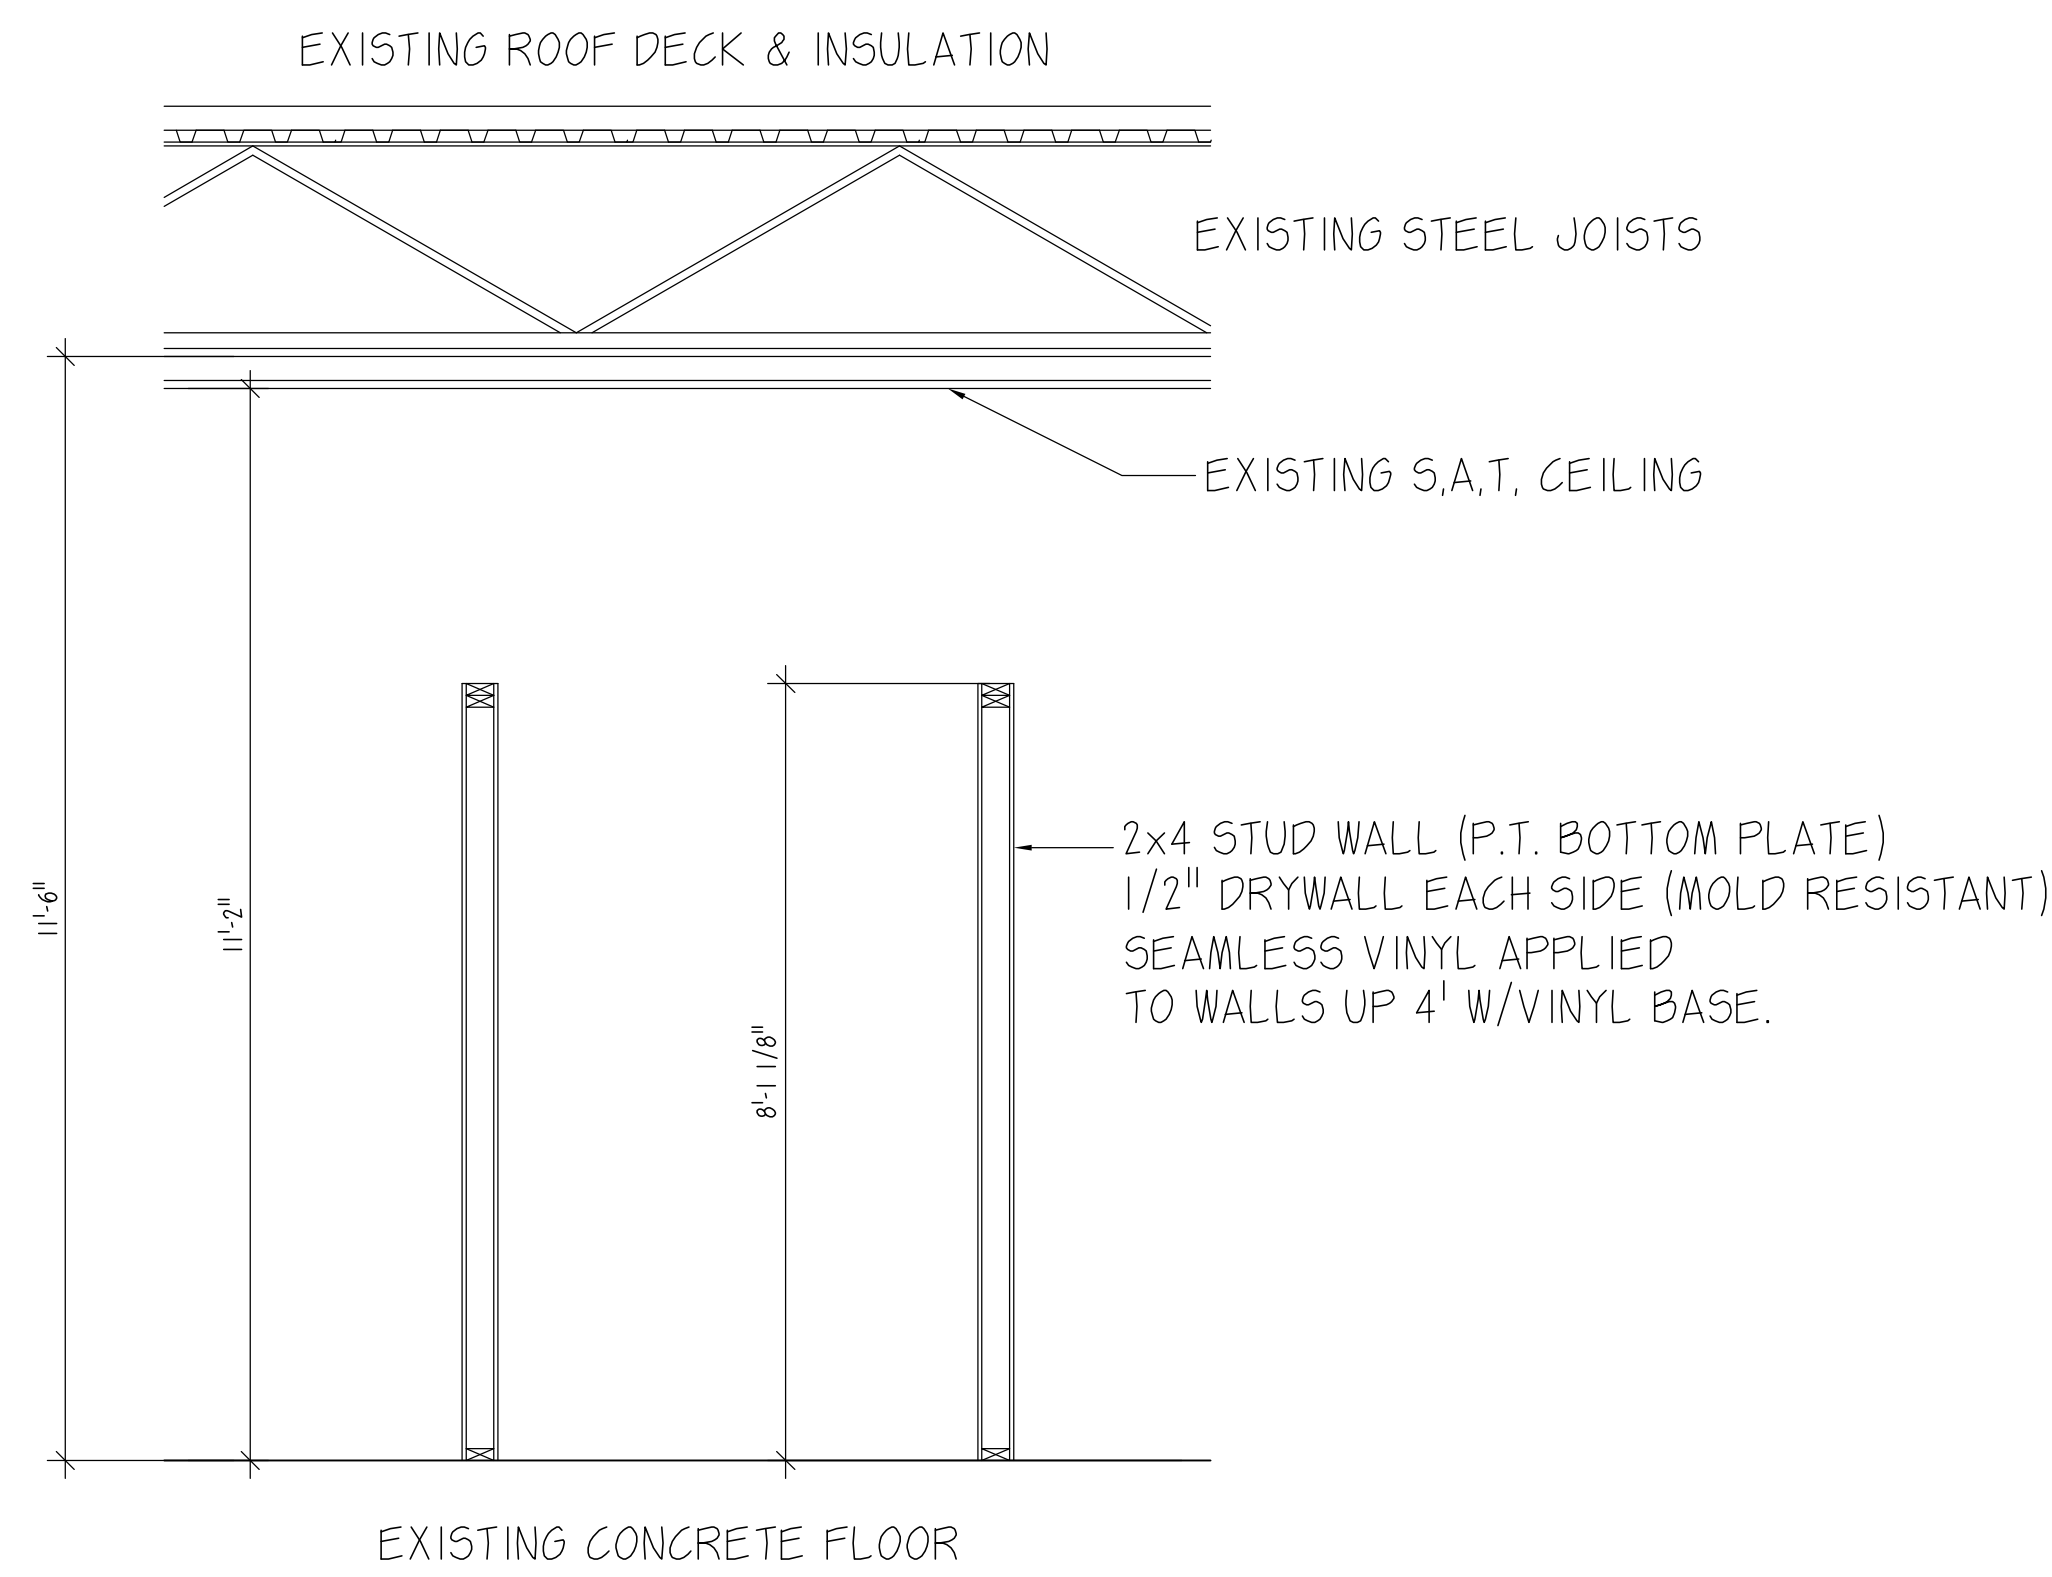 EXISTING ROOF DECK & INSULATION
EXISTING STEEL JOISTS
EXISTING S,A,T, CEILING
11'-6"
11'-2"
8'-1 1/8"
2x4 STUD WALL (P.T. BOTTOM PLATE)
1/2" DRYWALL EACH SIDE (MOLD RESISTANT)
SEAMLESS VINYL APPLIED
TO WALLS UP 4' W/VINYL BASE.
EXISTING CONCRETE FLOOR